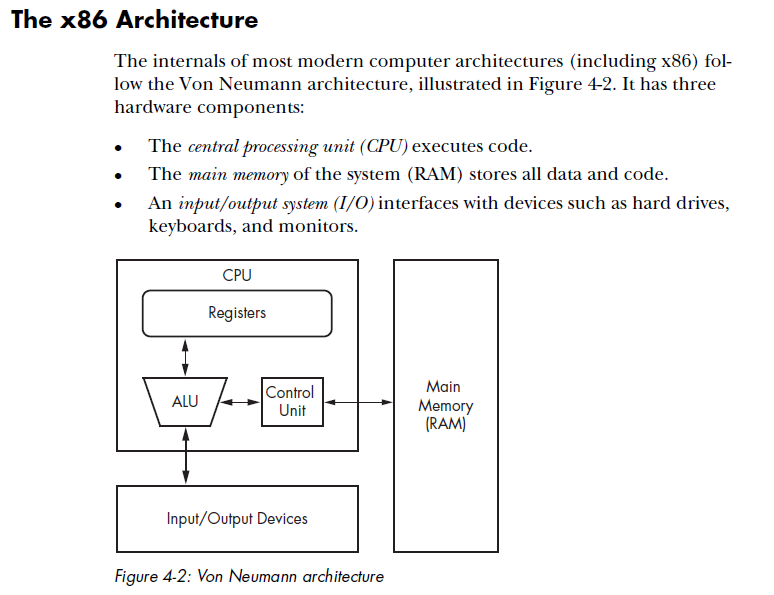 The x86 Architecture
The internals of most modern computer architectures (including x86) fol-
low the Von Neumann architecture, illustrated in Figure 4-2. It has three
hardware components:
• The central processing unit (CPU) executes code.
• The main memory of the system (RAM) stores all data and code.
• An input/output system (I/O) interfaces with devices such as hard drives,
keyboards, and monitors.
CPU
Registers
ALU
Control
Unit
Main
Memory
(RAM)
Input/Output Devices
Figure 4-2: Von Neumann architecture